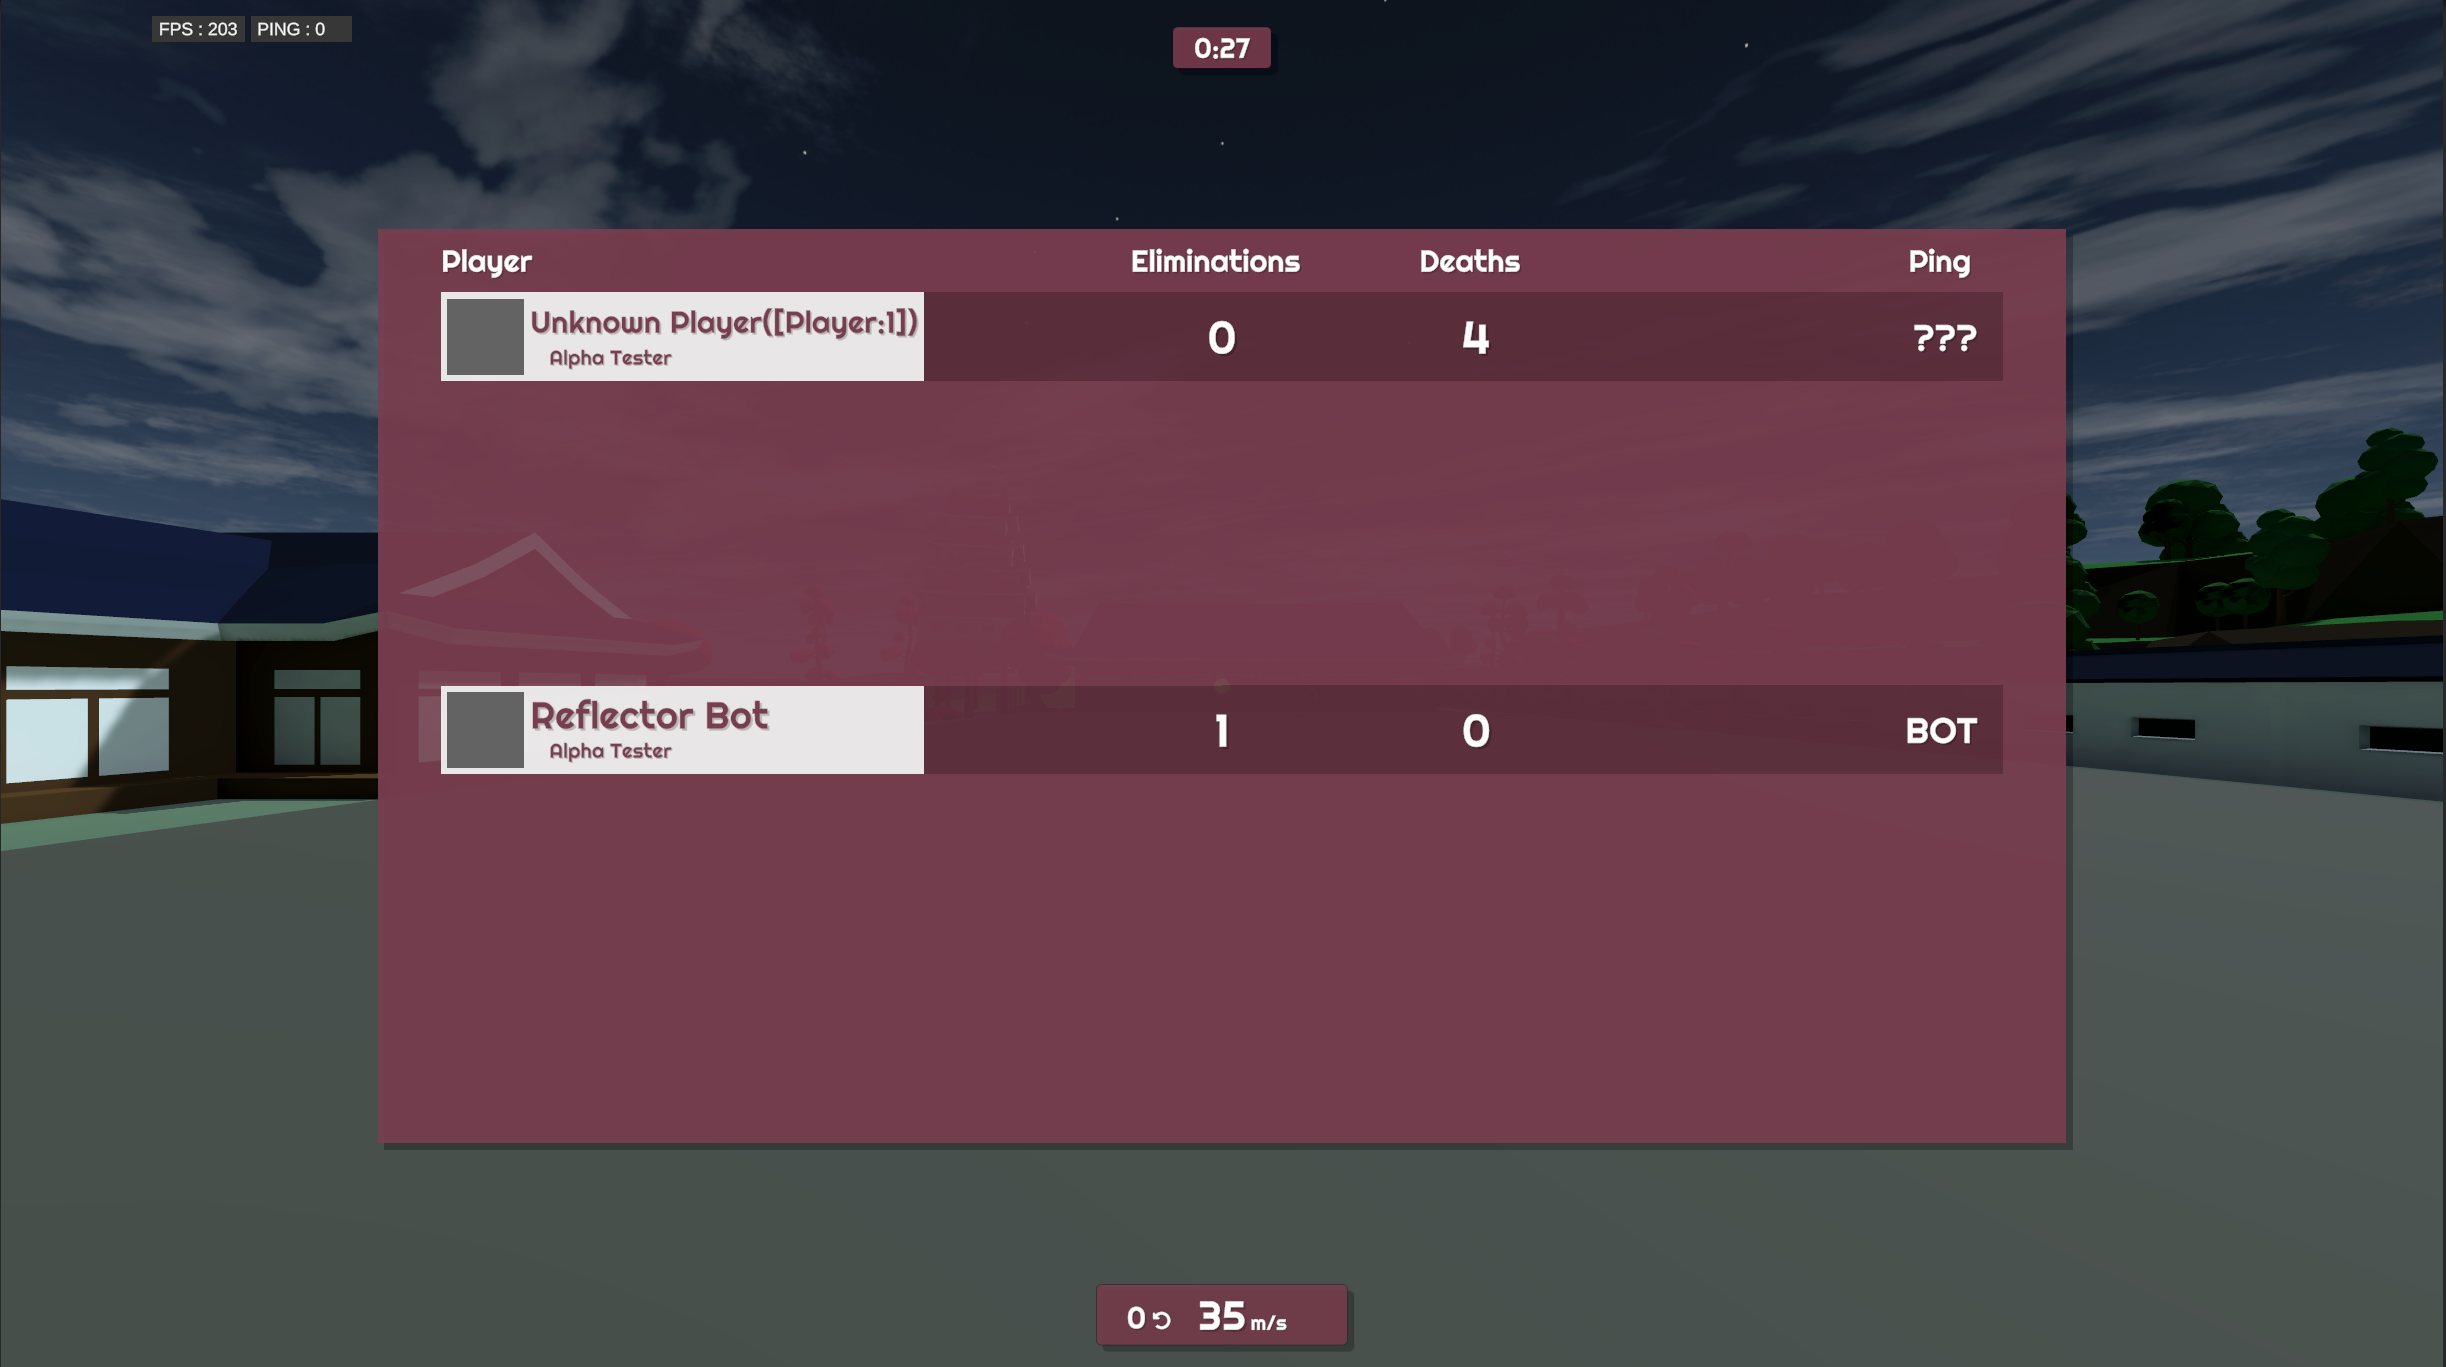 FPS : 203 PING : 0
0:27
Player Eliminations Deaths Ping
Unknown Player([Player:1])
Alpha Tester
0 4 ???
Reflector Bot
Alpha Tester
1 0 BOT
0 35 m/s